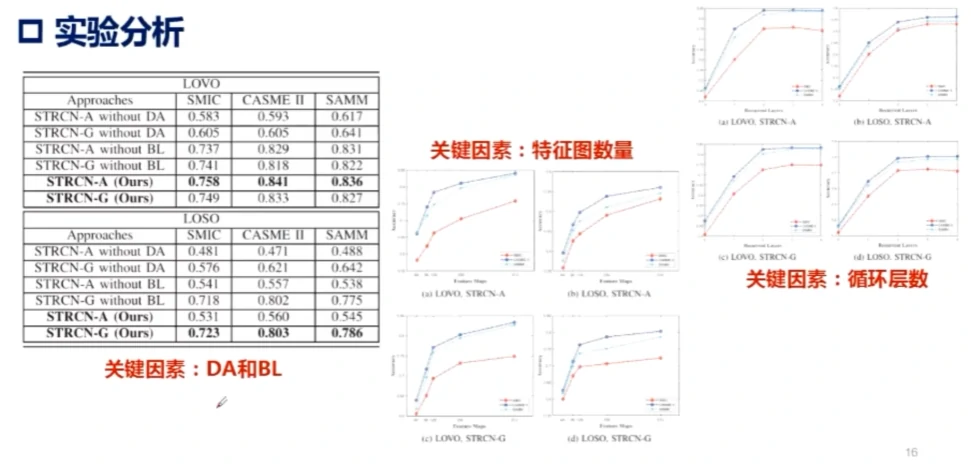 实验分析
LOVO
Approaches SMIC CASME II SAMM
STRCN-A without DA 0.583 0.593 0.617
STRCN-G without DA 0.605 0.605 0.641
STRCN-A without BL 0.737 0.829 0.831
STRCN-G without BL 0.741 0.818 0.822
STRCN-A (Ours) 0.758 0.841 0.836
STRCN-G (Ours) 0.749 0.833 0.827
LOSO
Approaches SMIC CASME II SAMM
STRCN-A without DA 0.481 0.471 0.488
STRCN-G without DA 0.576 0.621 0.642
STRCN-A without BL 0.541 0.557 0.538
STRCN-G without BL 0.718 0.802 0.775
STRCN-A (Ours) 0.531 0.560 0.545
STRCN-G (Ours) 0.723 0.803 0.786
关键因素：DA和BL
关键因素：特征图数量
Feature Maps
Feature Maps
(a) LOVO, STRCN-A
(b) LOSO, STRCN-A
Feature Maps
Feature Maps
(c) LOVO, STRCN-G
(d) LOSO, STRCN-G
Recurrent Layers
Recurrent Layers
(a) LOVO, STRCN-A
(b) LOSO, STRCN-A
Recurrent Layers
Recurrent Layers
(c) LOVO, STRCN-G
(d) LOSO, STRCN-G
关键因素：循环层数
16